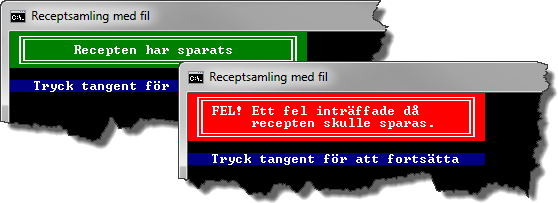 Receptsamling med fil
Recepten har sparats
Tryck tangent för
Receptsamling med fil
FEL! Ett fel inträffade då
recepten skulle sparas.
Tryck tangent för att fortsätta